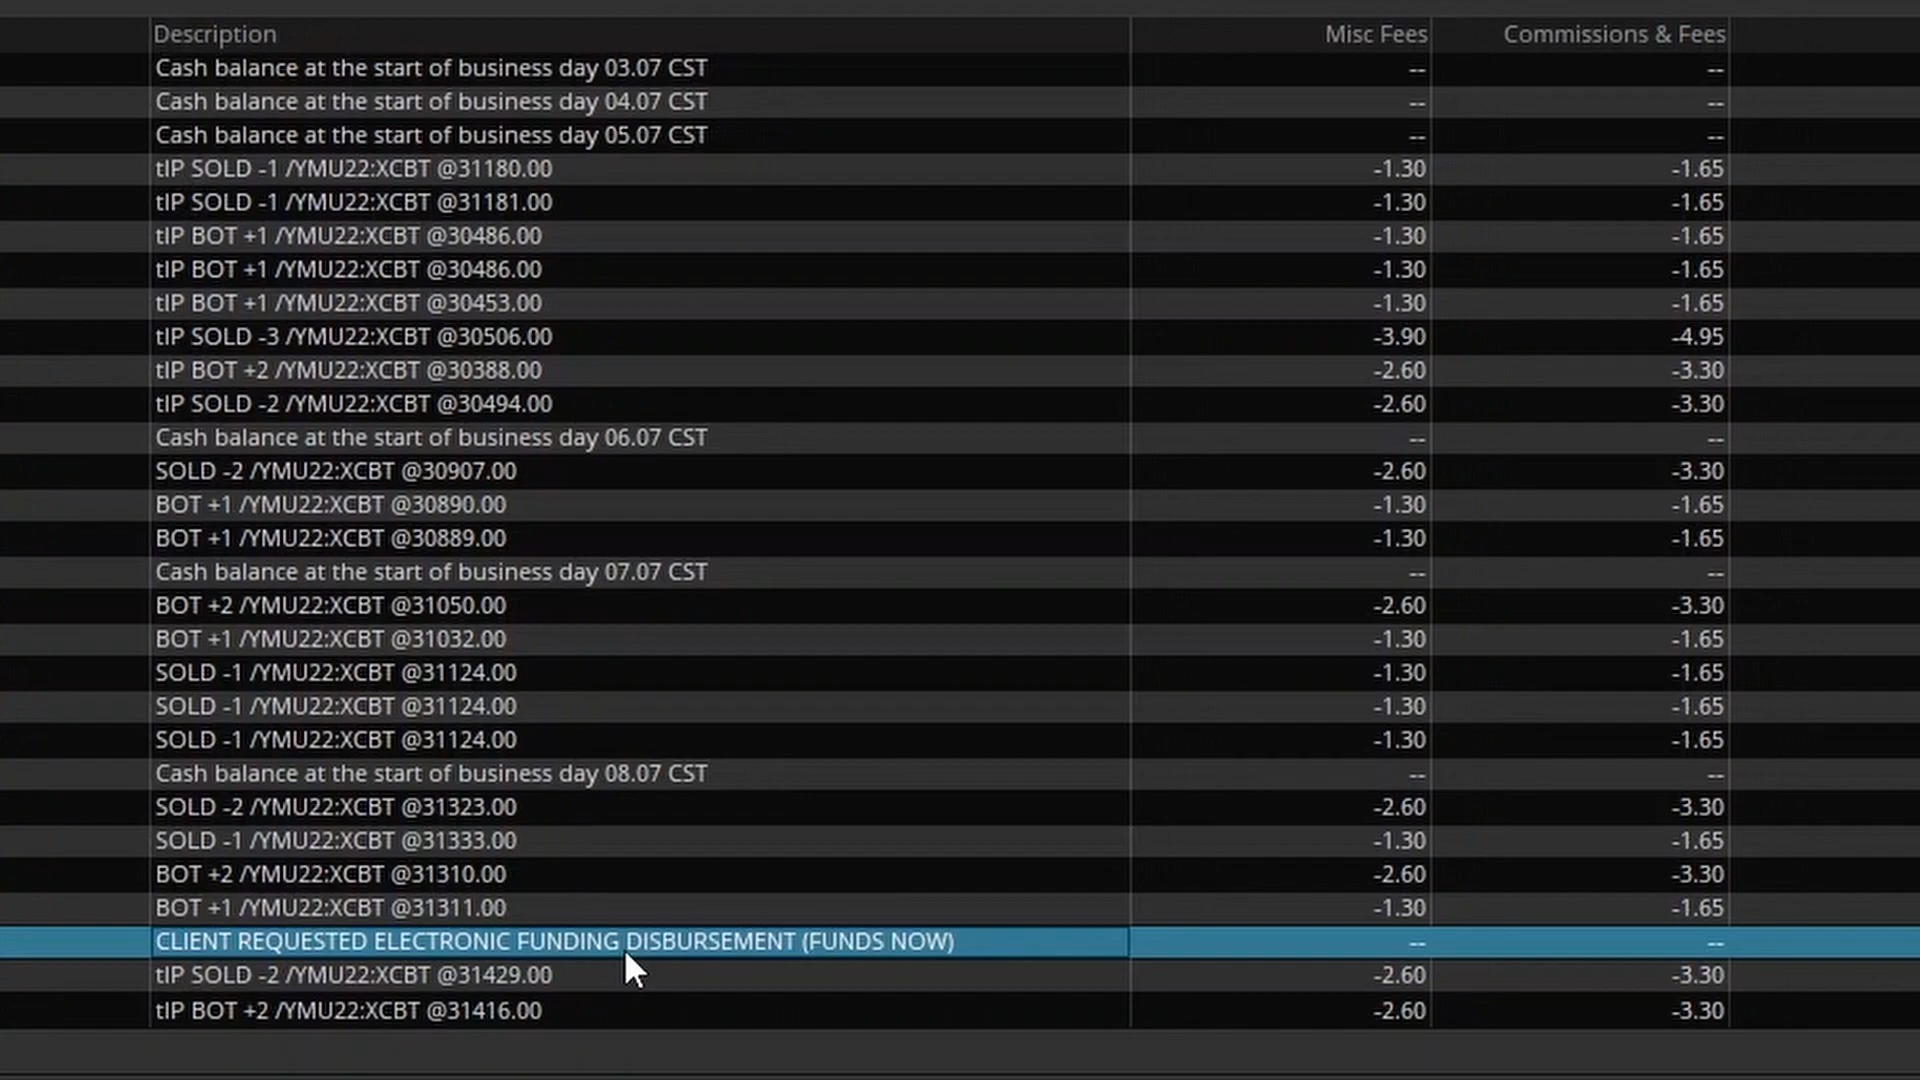 Description Misc Fees Commissions & Fees
Cash balance at the start of business day 03.07 CST -- --
Cash balance at the start of business day 04.07 CST -- --
Cash balance at the start of business day 05.07 CST -- --
tIP SOLD -1 /YMU22:XCBT @31180.00 -1.30 -1.65
tIP SOLD -1 /YMU22:XCBT @31181.00 -1.30 -1.65
tIP BOT +1 /YMU22:XCBT @30486.00 -1.30 -1.65
tIP BOT +1 /YMU22:XCBT @30486.00 -1.30 -1.65
tIP BOT +1 /YMU22:XCBT @30453.00 -1.30 -1.65
tIP SOLD -3 /YMU22:XCBT @30506.00 -3.90 -4.95
tIP BOT +2 /YMU22:XCBT @30388.00 -2.60 -3.30
tIP SOLD -2 /YMU22:XCBT @30494.00 -2.60 -3.30
Cash balance at the start of business day 06.07 CST -- --
SOLD -2 /YMU22:XCBT @30907.00 -2.60 -3.30
BOT +1 /YMU22:XCBT @30890.00 -1.30 -1.65
BOT +1 /YMU22:XCBT @30889.00 -1.30 -1.65
Cash balance at the start of business day 07.07 CST -- --
BOT +2 /YMU22:XCBT @31050.00 -2.60 -3.30
BOT +1 /YMU22:XCBT @31032.00 -1.30 -1.65
SOLD -1 /YMU22:XCBT @31124.00 -1.30 -1.65
SOLD -1 /YMU22:XCBT @31124.00 -1.30 -1.65
SOLD -1 /YMU22:XCBT @31124.00 -1.30 -1.65
Cash balance at the start of business day 08.07 CST -- --
SOLD -2 /YMU22:XCBT @31323.00 -2.60 -3.30
SOLD -1 /YMU22:XCBT @31333.00 -1.30 -1.65
BOT +2 /YMU22:XCBT @31310.00 -2.60 -3.30
BOT +1 /YMU22:XCBT @31311.00 -1.30 -1.65
CLIENT REQUESTED ELECTRONIC FUNDING DISBURSEMENT (FUNDS NOW) -- --
tIP SOLD -2 /YMU22:XCBT @31429.00 -2.60 -3.30
tIP BOT +2 /YMU22:XCBT @31416.00 -2.60 -3.30